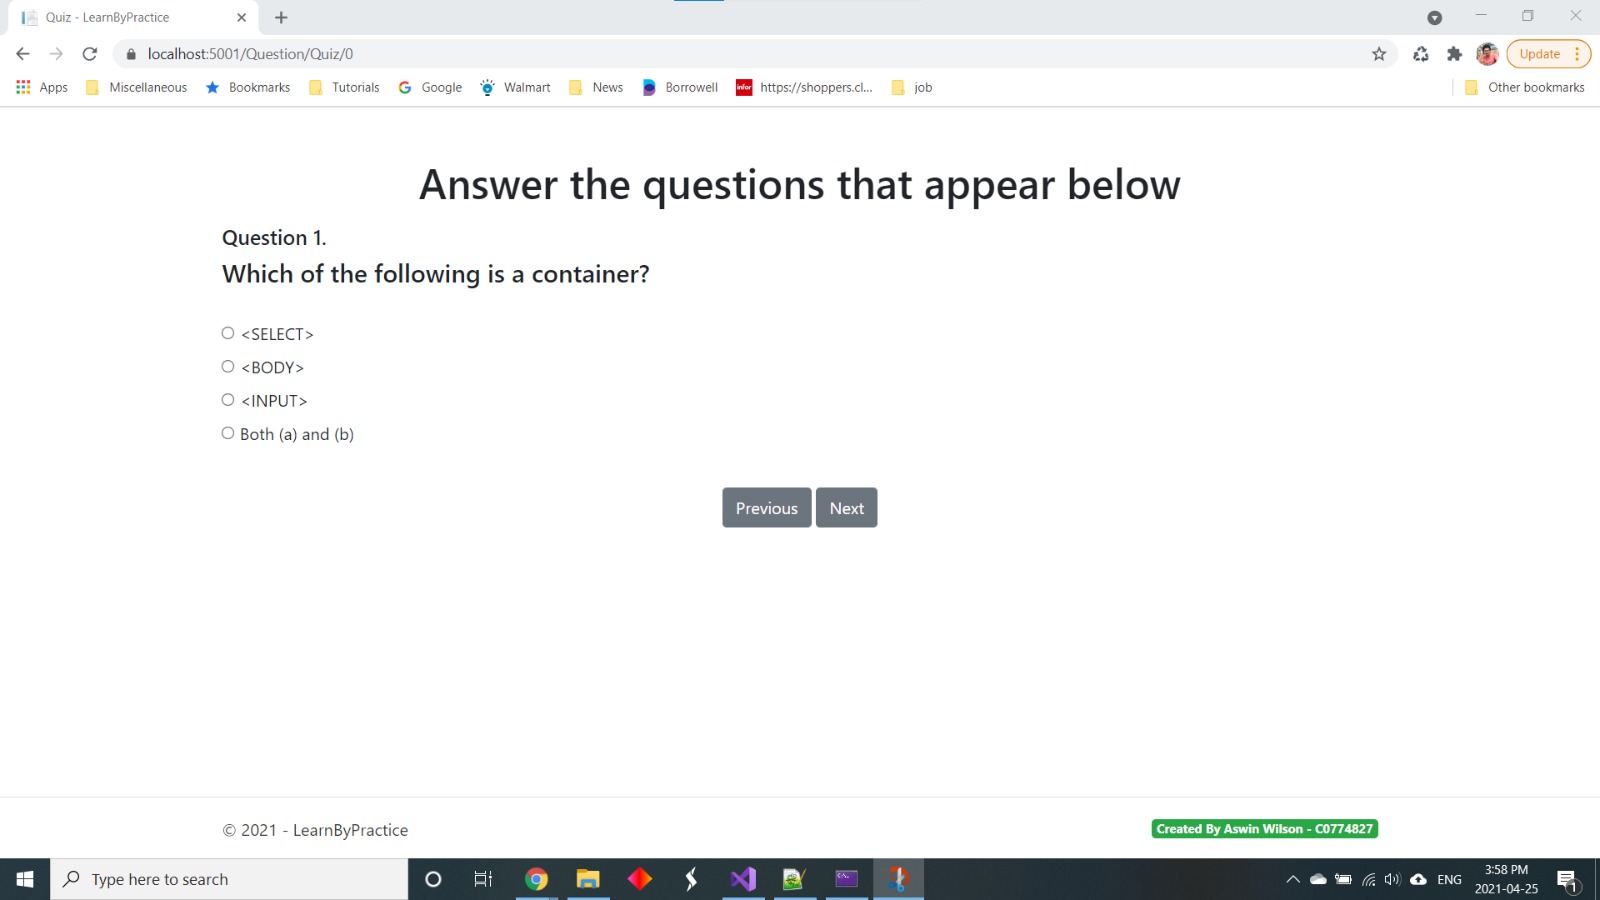 Quiz - LearnByPractice
localhost:5001/Question/Quiz/0
Update
Apps Miscellaneous Bookmarks Tutorials Google Walmart News Borrowell infor https://shoppers.cl... job Other bookmarks
Answer the questions that appear below
Question 1.
Which of the following is a container?
<SELECT>
<BODY>
<INPUT>
Both (a) and (b)
Previous Next
© 2021 - LearnByPractice Created By Aswin Wilson - C0774827
Type here to search ENG 3:58 PM
2021-04-25 1